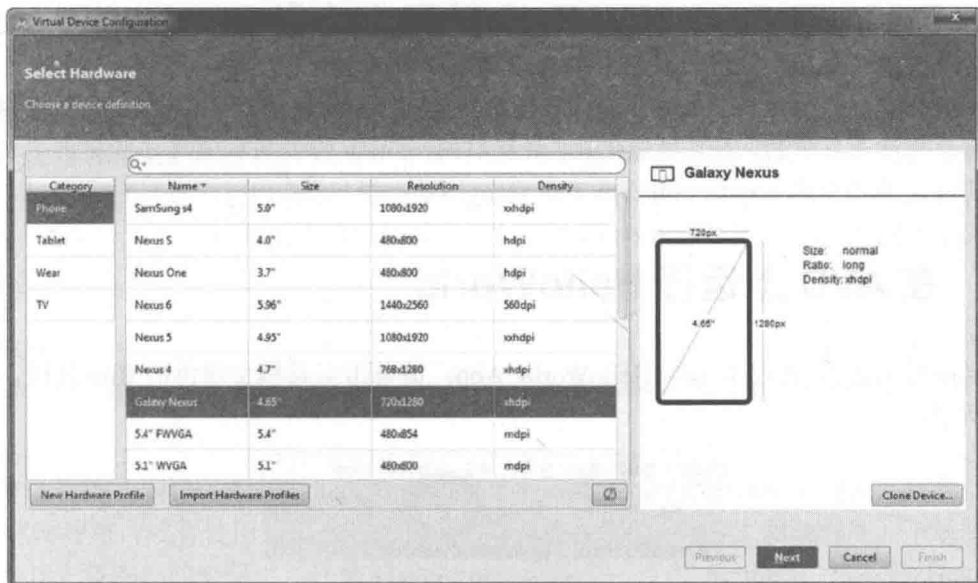 Virtual Device Configuration
Select Hardware
Choose a device definition
Category
Phone
Tablet
Wear
TV
Name Size Resolution Density
SamSung s4 5.0" 1080x1920 xxhdpi
Nexus S 4.0" 480x800 hdpi
Nexus One 3.7" 480x800 hdpi
Nexus 6 5.96" 1440x2560 560dpi
Nexus 5 4.95" 1080x1920 xxhdpi
Nexus 4 4.7" 768x1280 xhdpi
Galaxy Nexus 4.65" 720x1280 xhdpi
5.4" FWVGA 5.4" 480x854 mdpi
5.1" WVGA 5.1" 480x800 mdpi
New Hardware Profile Import Hardware Profiles
Galaxy Nexus
720px
4.65"
1280px
Size: normal
Ratio: long
Density: xhdpi
Clone Device...
Previous Next Cancel Finish